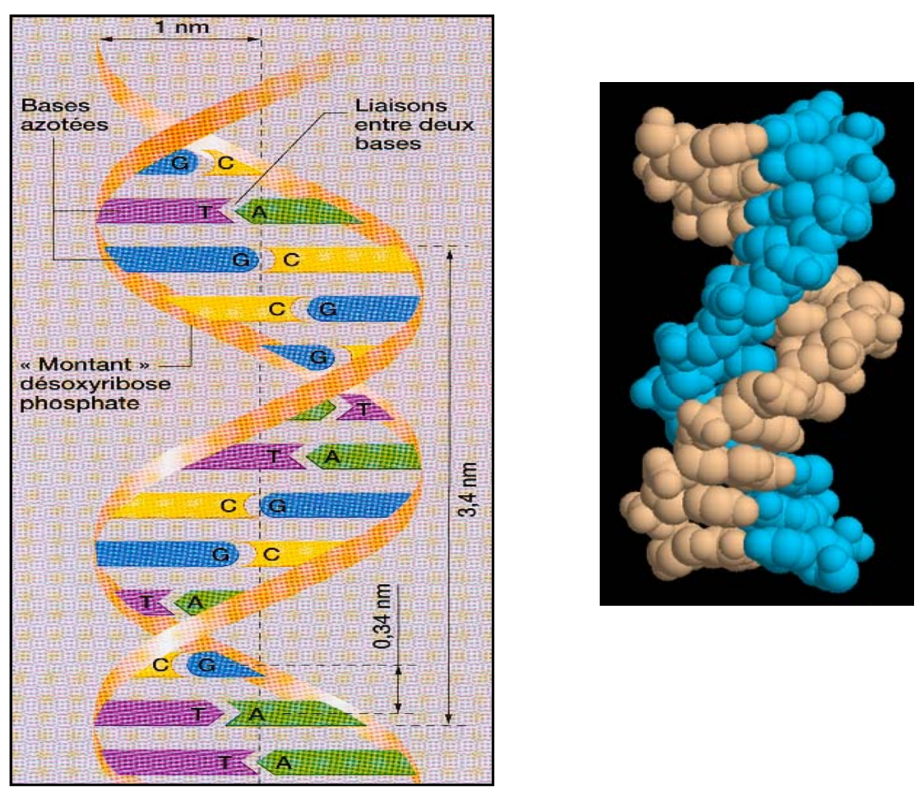 1 nm
Bases
azotées
Liaisons
entre deux
bases
G C
T A
G C
C G
« Montant »
désoxyribose
phosphate
G
T
T A
C G
3,4 nm
G C
T A
0,34 nm
C G
T A
T A